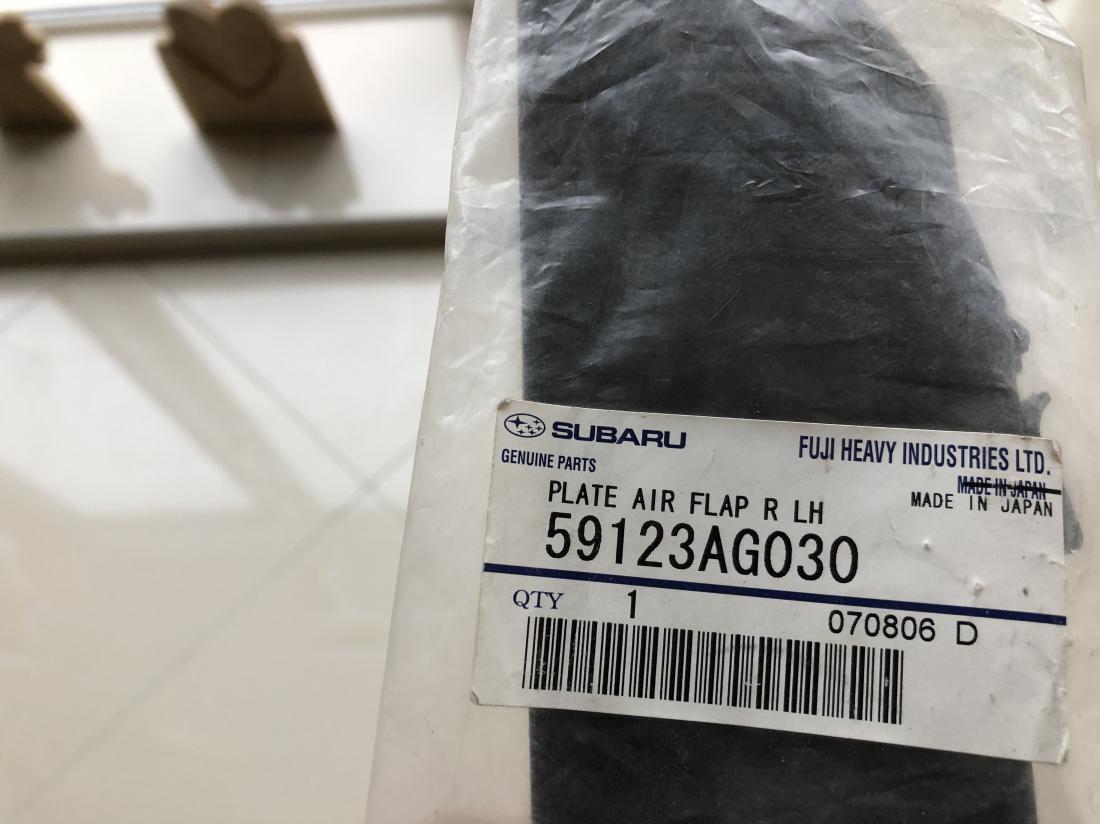 SUBARU
FUJI HEAVY INDUSTRIES LTD.
GENUINE PARTS
MADE IN JAPAN
PLATE AIR FLAP R LH
MADE IN JAPAN
59123AG030
QTY 1
070806 D